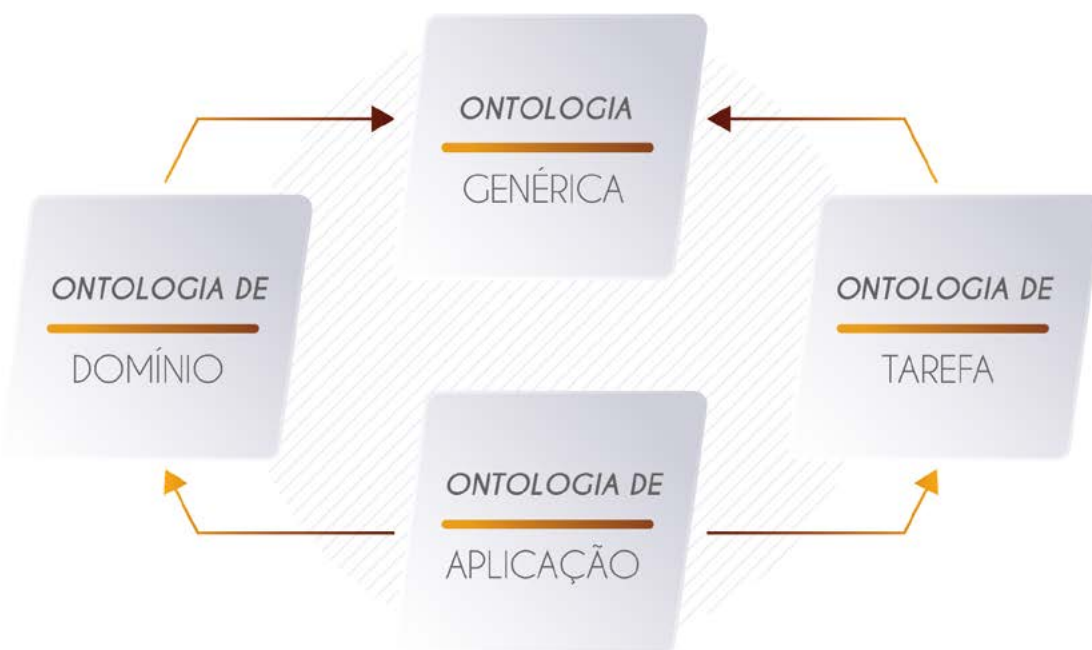 ONTOLOGIA
GENÉRICA
ONTOLOGIA DE
DOMÍNIO
ONTOLOGIA DE
TAREFA
ONTOLOGIA DE
APLICAÇÃO